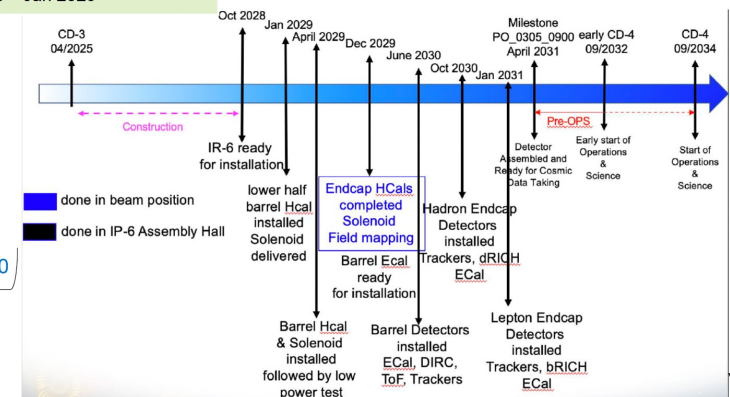 Oct 2028
Jan 2029
April 2029
Dec 2029
June 2030
Oct 2030
Jan 2031
Milestone
PO_0305_0900
April 2031
early CD-4
09/2032
CD-4
09/2034
CD-3
04/2025
Construction
Pre-OPS
IR-6 ready
for installation
lower half
barrel Hcal
installed
Solenoid
delivered
Barrel Hcal
& Solenoid
installed
followed by low
power test
Endcap HCals
completed
Solenoid
Field mapping
Barrel Ecal
ready
for installation
Barrel Detectors
installed
ECal, DIRC,
ToF, Trackers
Hadron Endcap
Detectors
installed
Trackers, dRICH
ECal
Lepton Endcap
Detectors
installed
Trackers, bRICH
ECal
Detector
Assembled and
Ready for Cosmic
Data Taking
Early start of
Operations
&
Science
Start of
Operations
&
Science
done in beam position
done in IP-6 Assembly Hall